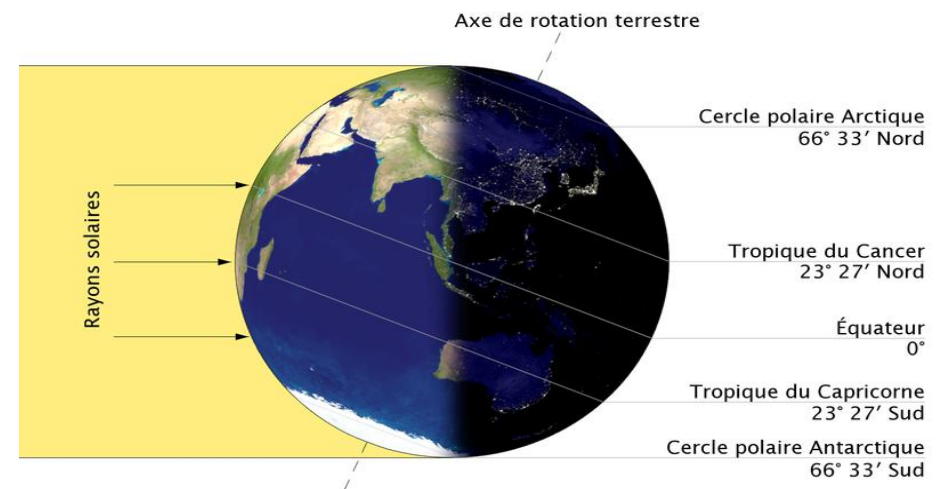 Axe de rotation terrestre
Cercle polaire Arctique
66° 33′ Nord
Rayons solaires
Tropique du Cancer
23° 27′ Nord
Équateur
0°
Tropique du Capricorne
23° 27′ Sud
Cercle polaire Antarctique
66° 33′ Sud